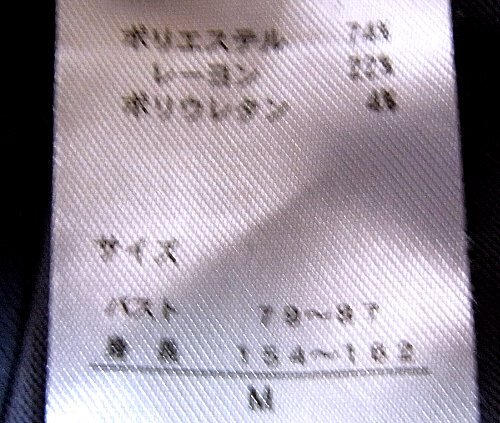 ポリエステル 74%
レーヨン 22%
ポリウレタン 4%
サイズ
バスト 79〜87
身長 154〜162
M